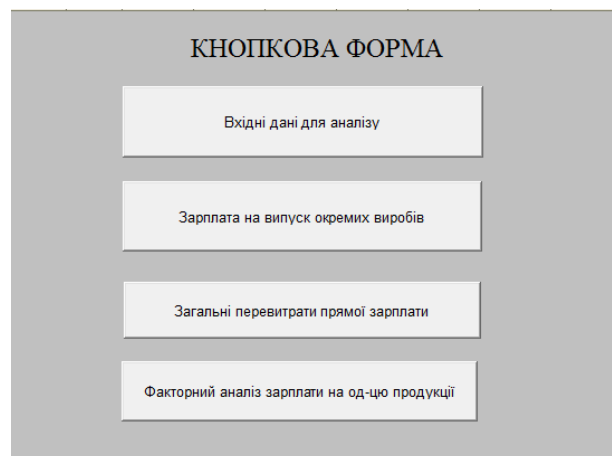 КНОПКОВА ФОРМА
Вхідні дані для аналізу
Зарплата на випуск окремих виробів
Загальні перевитрати прямої зарплати
Факторний аналіз зарплати на од-цю продукції